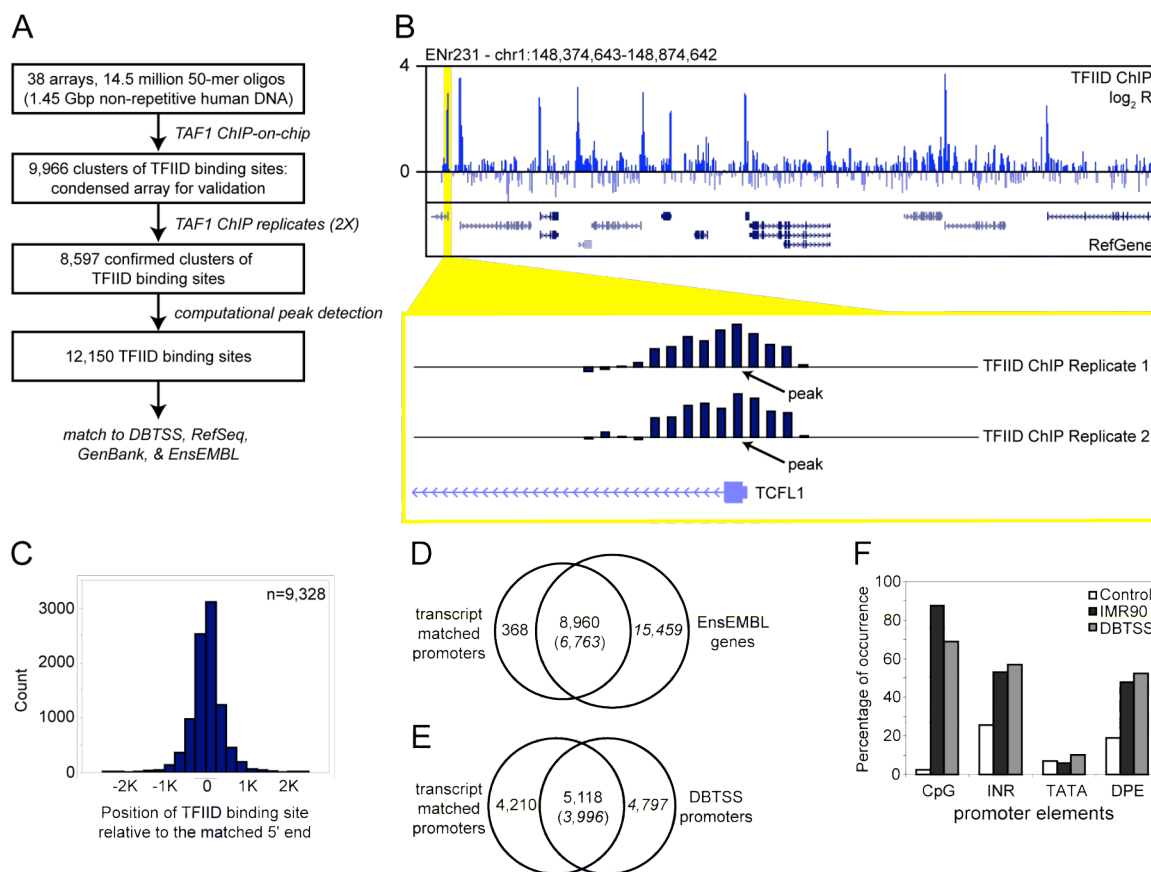 A
38 arrays, 14.5 million 50-mer oligos
(1.45 Gbp non-repetitive human DNA)
TAF1 ChIP-on-chip
9,966 clusters of TFIID binding sites:
condensed array for validation
TAF1 ChIP replicates (2X)
8,597 confirmed clusters of
TFIID binding sites
computational peak detection
12,150 TFIID binding sites
match to DBTSS, RefSeq,
GenBank, & EnsEMBL
B
ENr231 - chr1:148,374,643-148,874,642
4
0
TFIID ChIP
log₂ R
RefGene
TFIID ChIP Replicate 1
peak
TFIID ChIP Replicate 2
peak
TCFL1
C
n=9,328
3000
2000
1000
0
Count
-2K -1K 0 1K 2K
Position of TFIID binding site
relative to the matched 5' end
D
transcript
matched
promoters
368
8,960
(6,763)
15,459
EnsEMBL
genes
E
transcript
matched
promoters
4,210
5,118
(3,996)
4,797
DBTSS
promoters
F
Control
IMR90
DBTSS
100
80
60
40
20
0
Percentage of occurrence
CpG INR TATA DPE
promoter elements